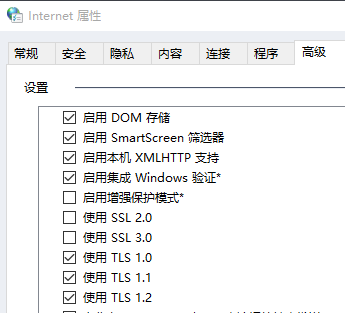 Internet 属性
常规 安全 隐私 内容 连接 程序 高级
设置
启用 DOM 存储
启用 SmartScreen 筛选器
启用本机 XMLHTTP 支持
启用集成 Windows 验证*
启用增强保护模式*
使用 SSL 2.0
使用 SSL 3.0
使用 TLS 1.0
使用 TLS 1.1
使用 TLS 1.2